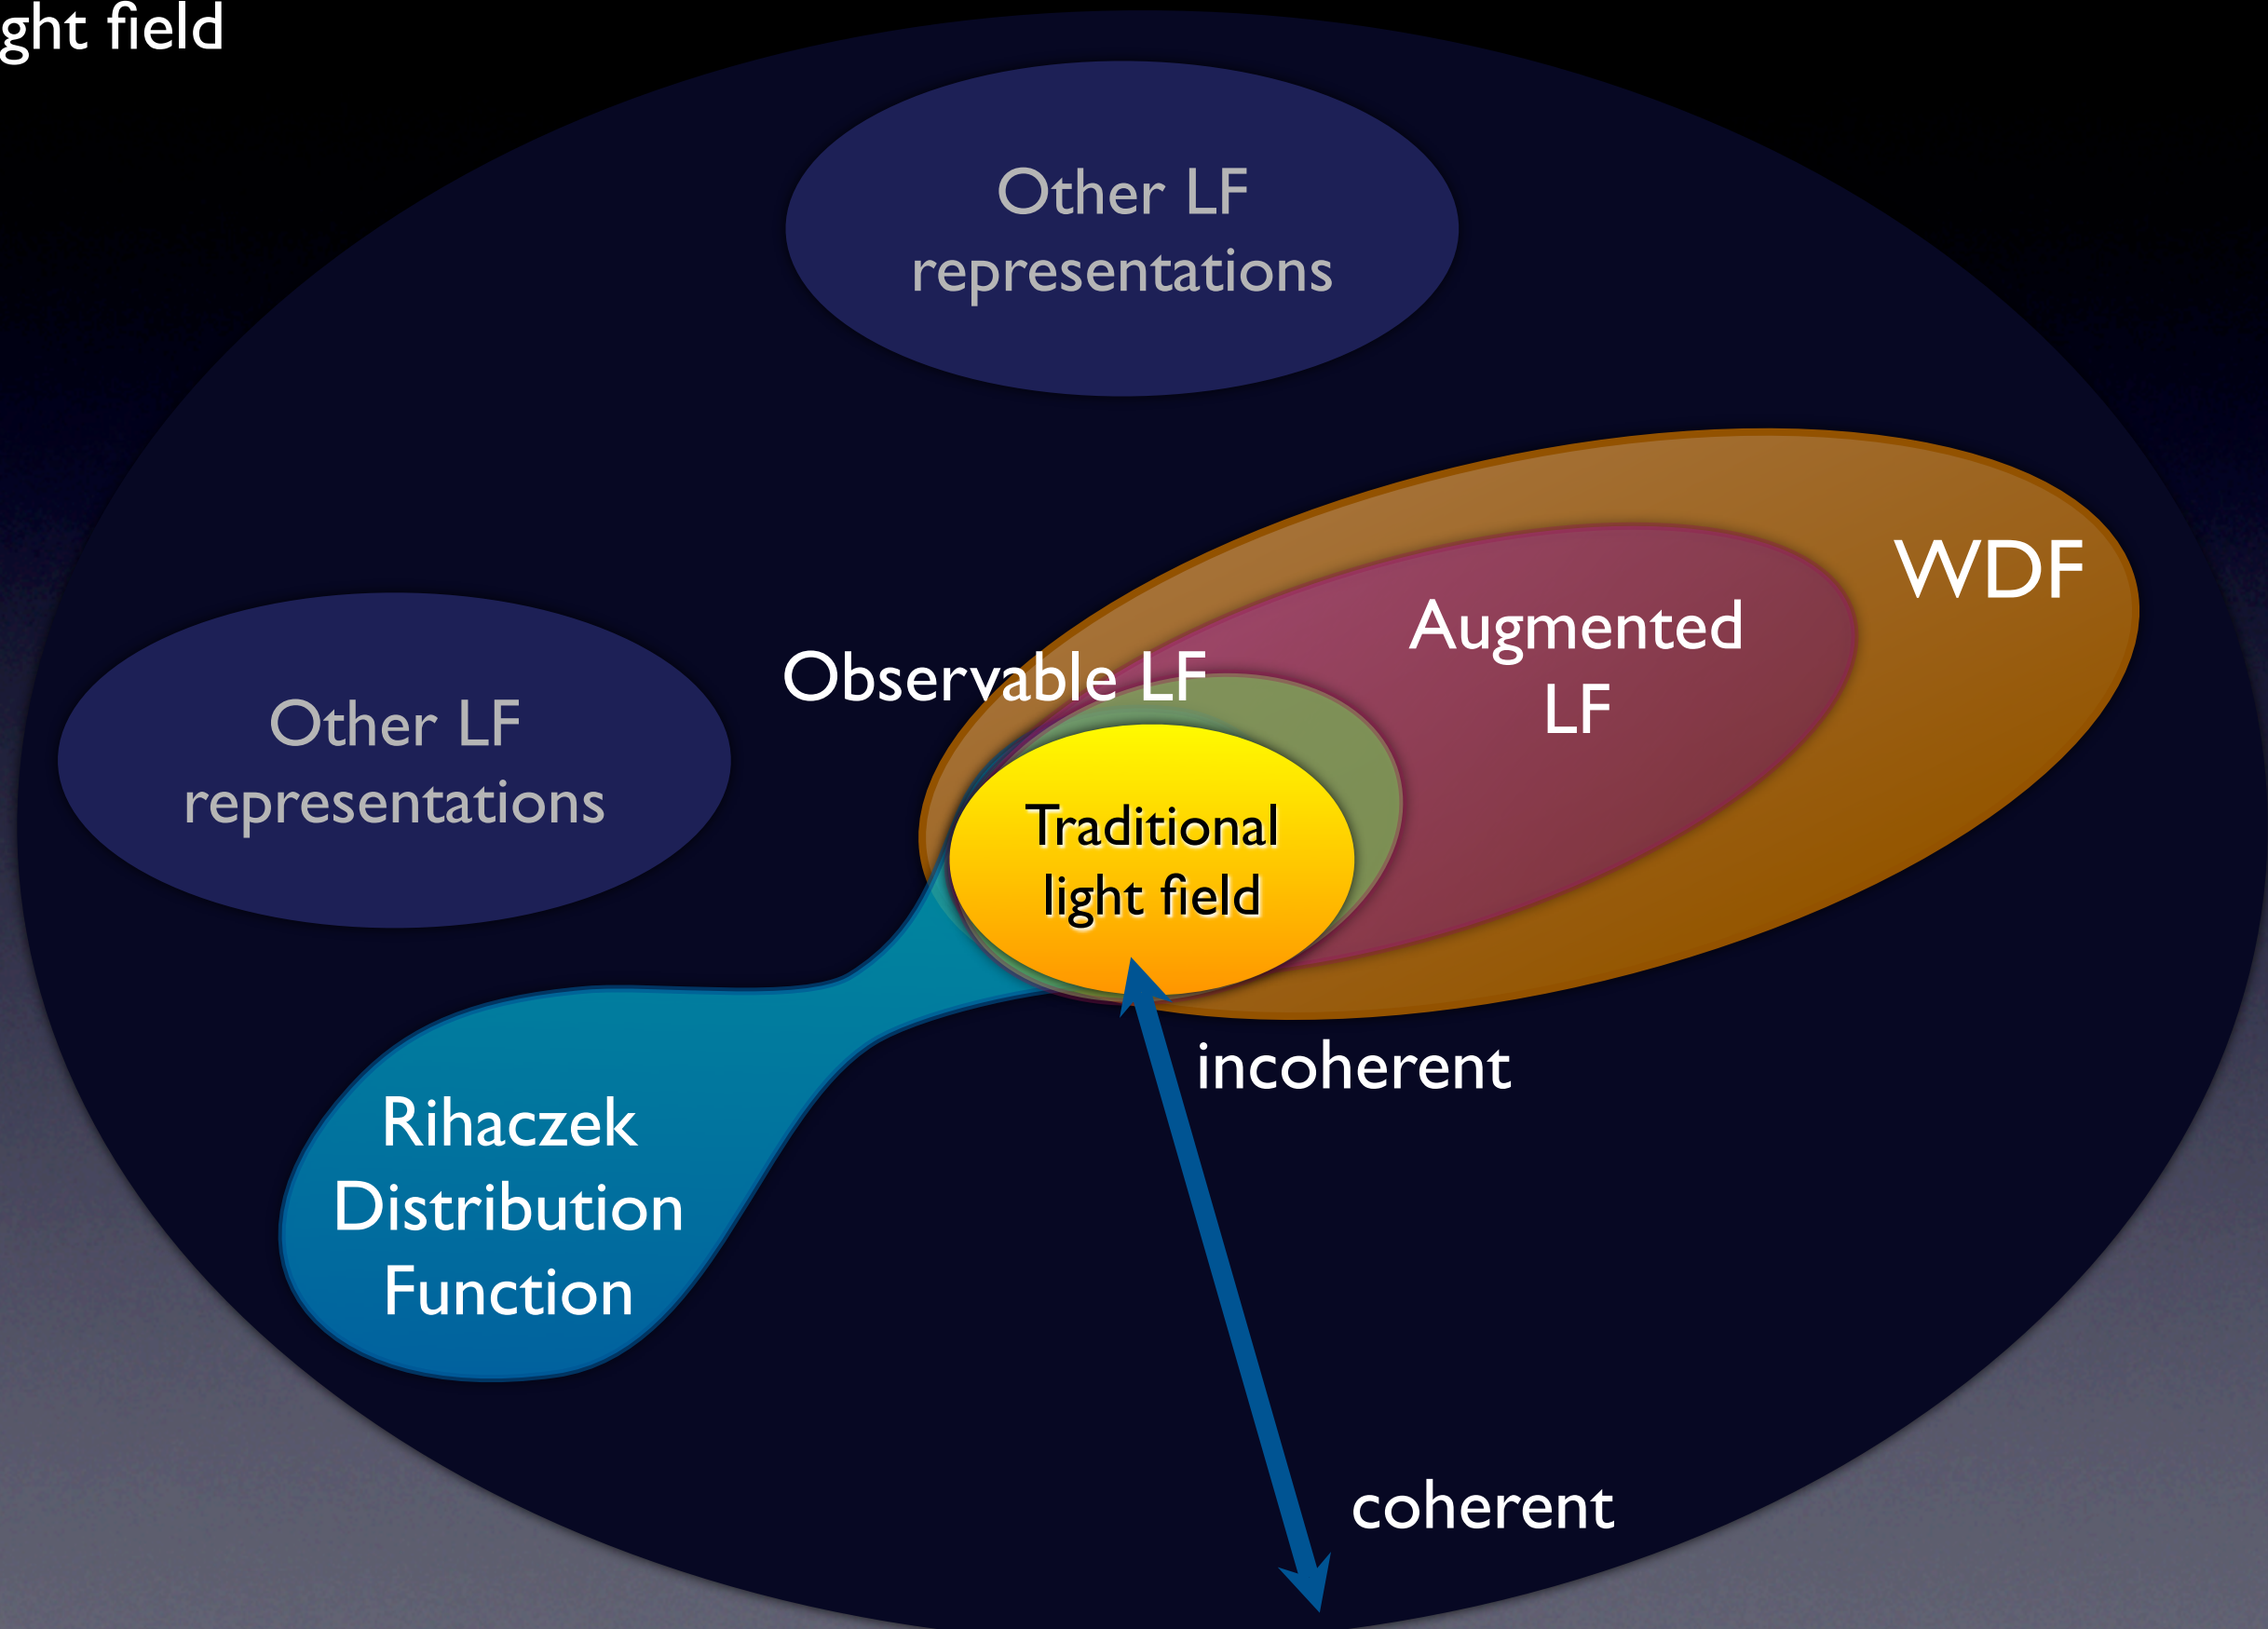 ght field
Other LF
representations
WDF
Augmented
LF
Observable LF
Other LF
representations
Traditional
light field
incoherent
Rihaczek
Distribution
Function
coherent